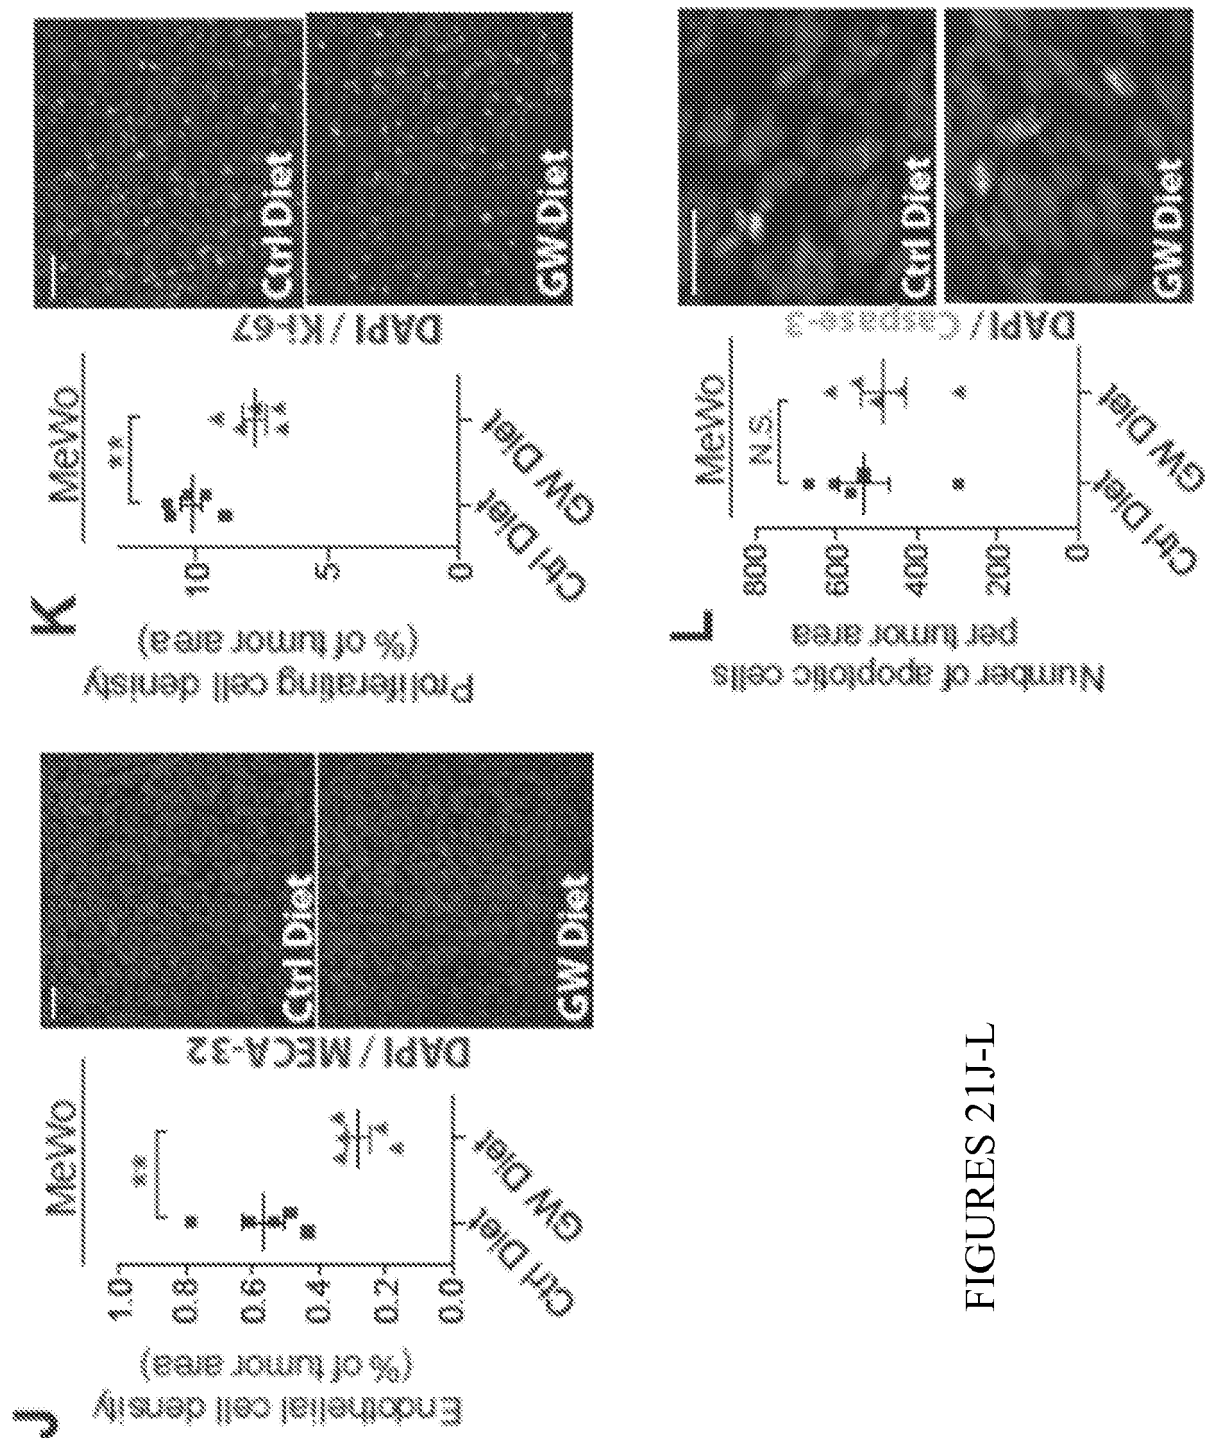 J
Endothelial cell density
(% of tumor area)
1.0
0.8
0.6
0.4
0.2
0.0
MeWo
**
Ctrl Diet
GW Diet
DAPI / MECA-32
Ctrl Diet
GW Diet
K
Proliferating cell denisty
(% of tumor area)
10
5
0
MeWo
**
Ctrl Diet
GW Diet
DAPI / Ki-67
Ctrl Diet
GW Diet
L
Number of apoplotic cells
per tumor area
800
600
400
200
0
MeWo
N.S.
Ctrl Diet
GW Diet
DAPI / Caspase-3
Ctrl Diet
GW Diet
FIGURES 21J-L